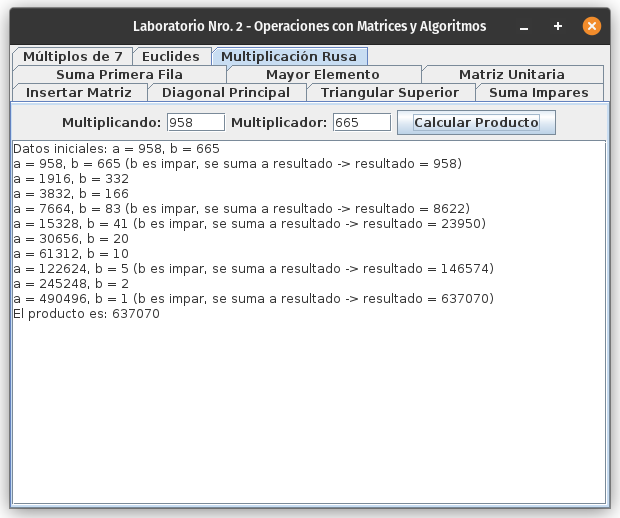 Laboratorio Nro. 2 - Operaciones con Matrices y Algoritmos
Múltiplos de 7 Euclides Multiplicación Rusa
Suma Primera Fila Mayor Elemento Matriz Unitaria
Insertar Matriz Diagonal Principal Triangular Superior Suma Impares
Multiplicando: 958 Multiplicador: 665 Calcular Producto
Datos iniciales: a = 958, b = 665
a = 958, b = 665 (b es impar, se suma a resultado -> resultado = 958)
a = 1916, b = 332
a = 3832, b = 166
a = 7664, b = 83 (b es impar, se suma a resultado -> resultado = 8622)
a = 15328, b = 41 (b es impar, se suma a resultado -> resultado = 23950)
a = 30656, b = 20
a = 61312, b = 10
a = 122624, b = 5 (b es impar, se suma a resultado -> resultado = 146574)
a = 245248, b = 2
a = 490496, b = 1 (b es impar, se suma a resultado -> resultado = 637070)
El producto es: 637070